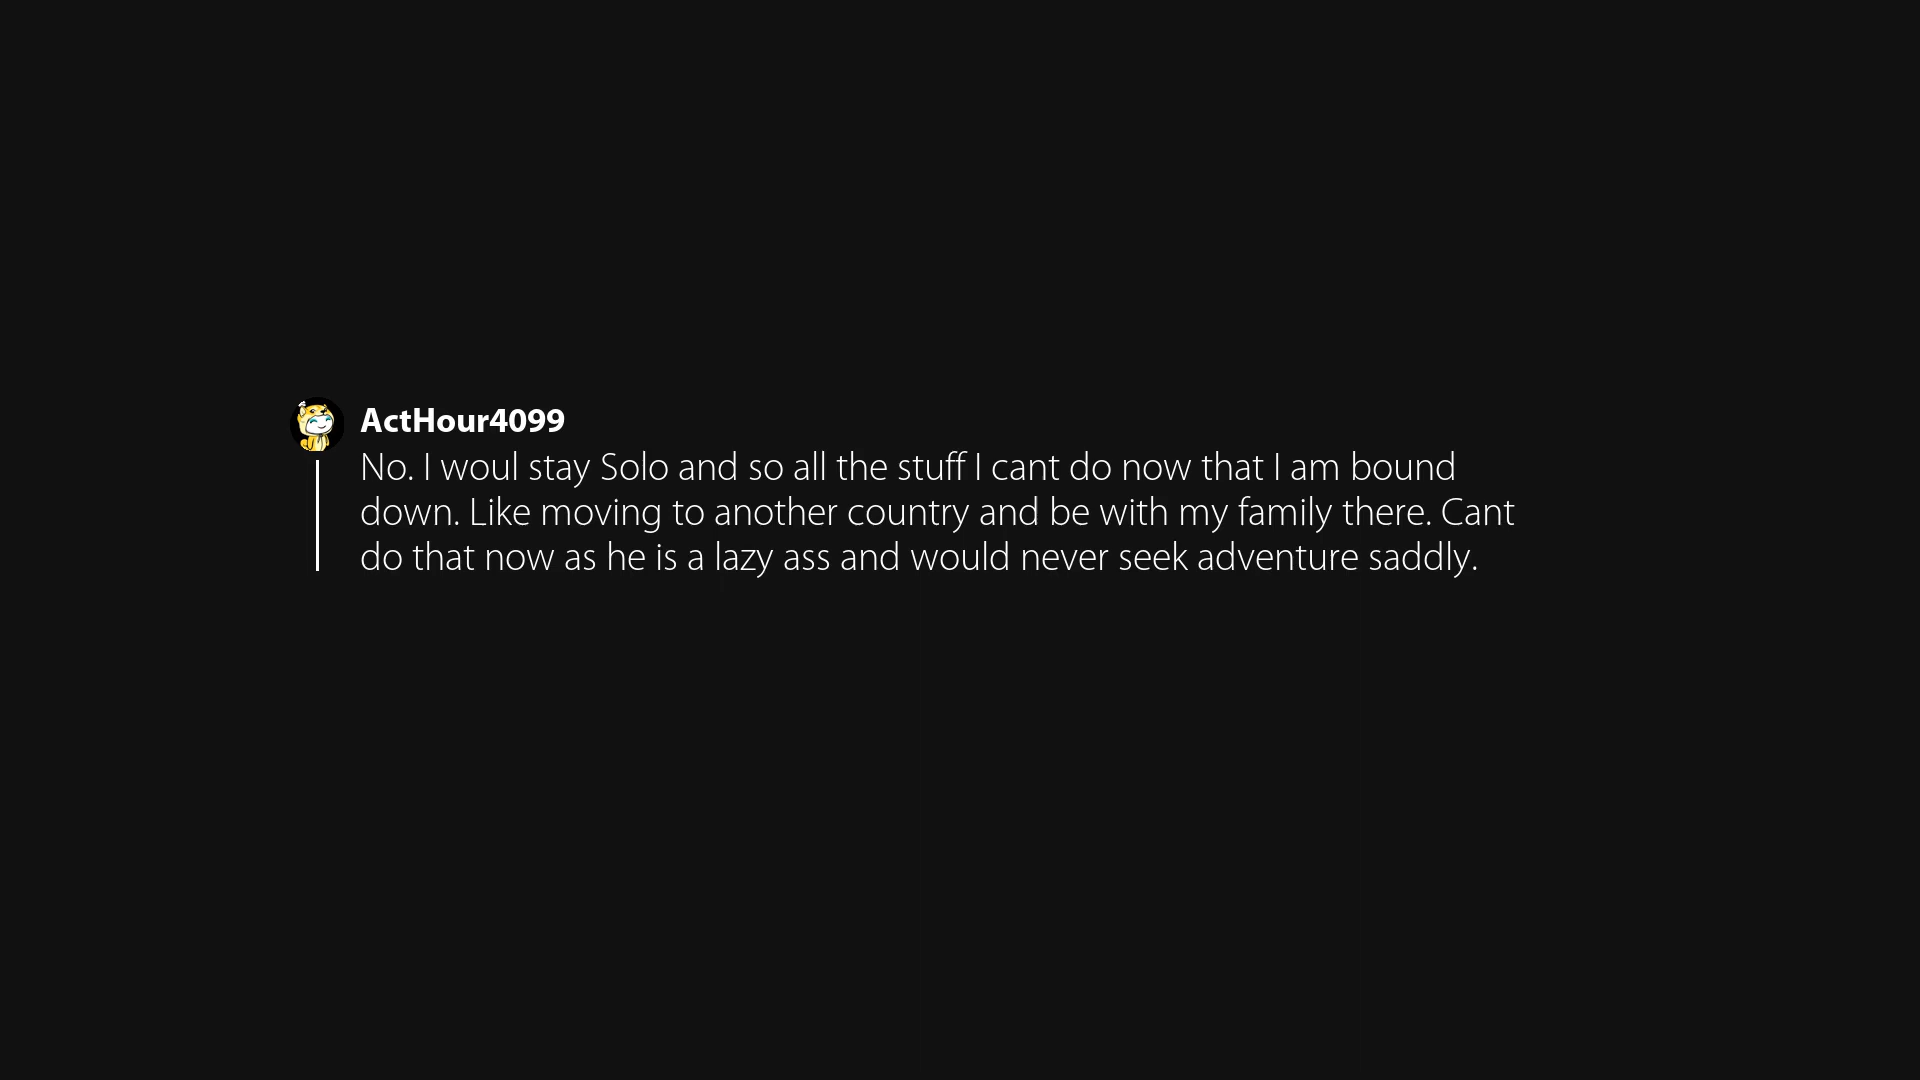 ActHour4099
No. I woul stay Solo and so all the stuff I cant do now that I am bound
down. Like moving to another country and be with my family there. Cant
do that now as he is a lazy ass and would never seek adventure saddly.